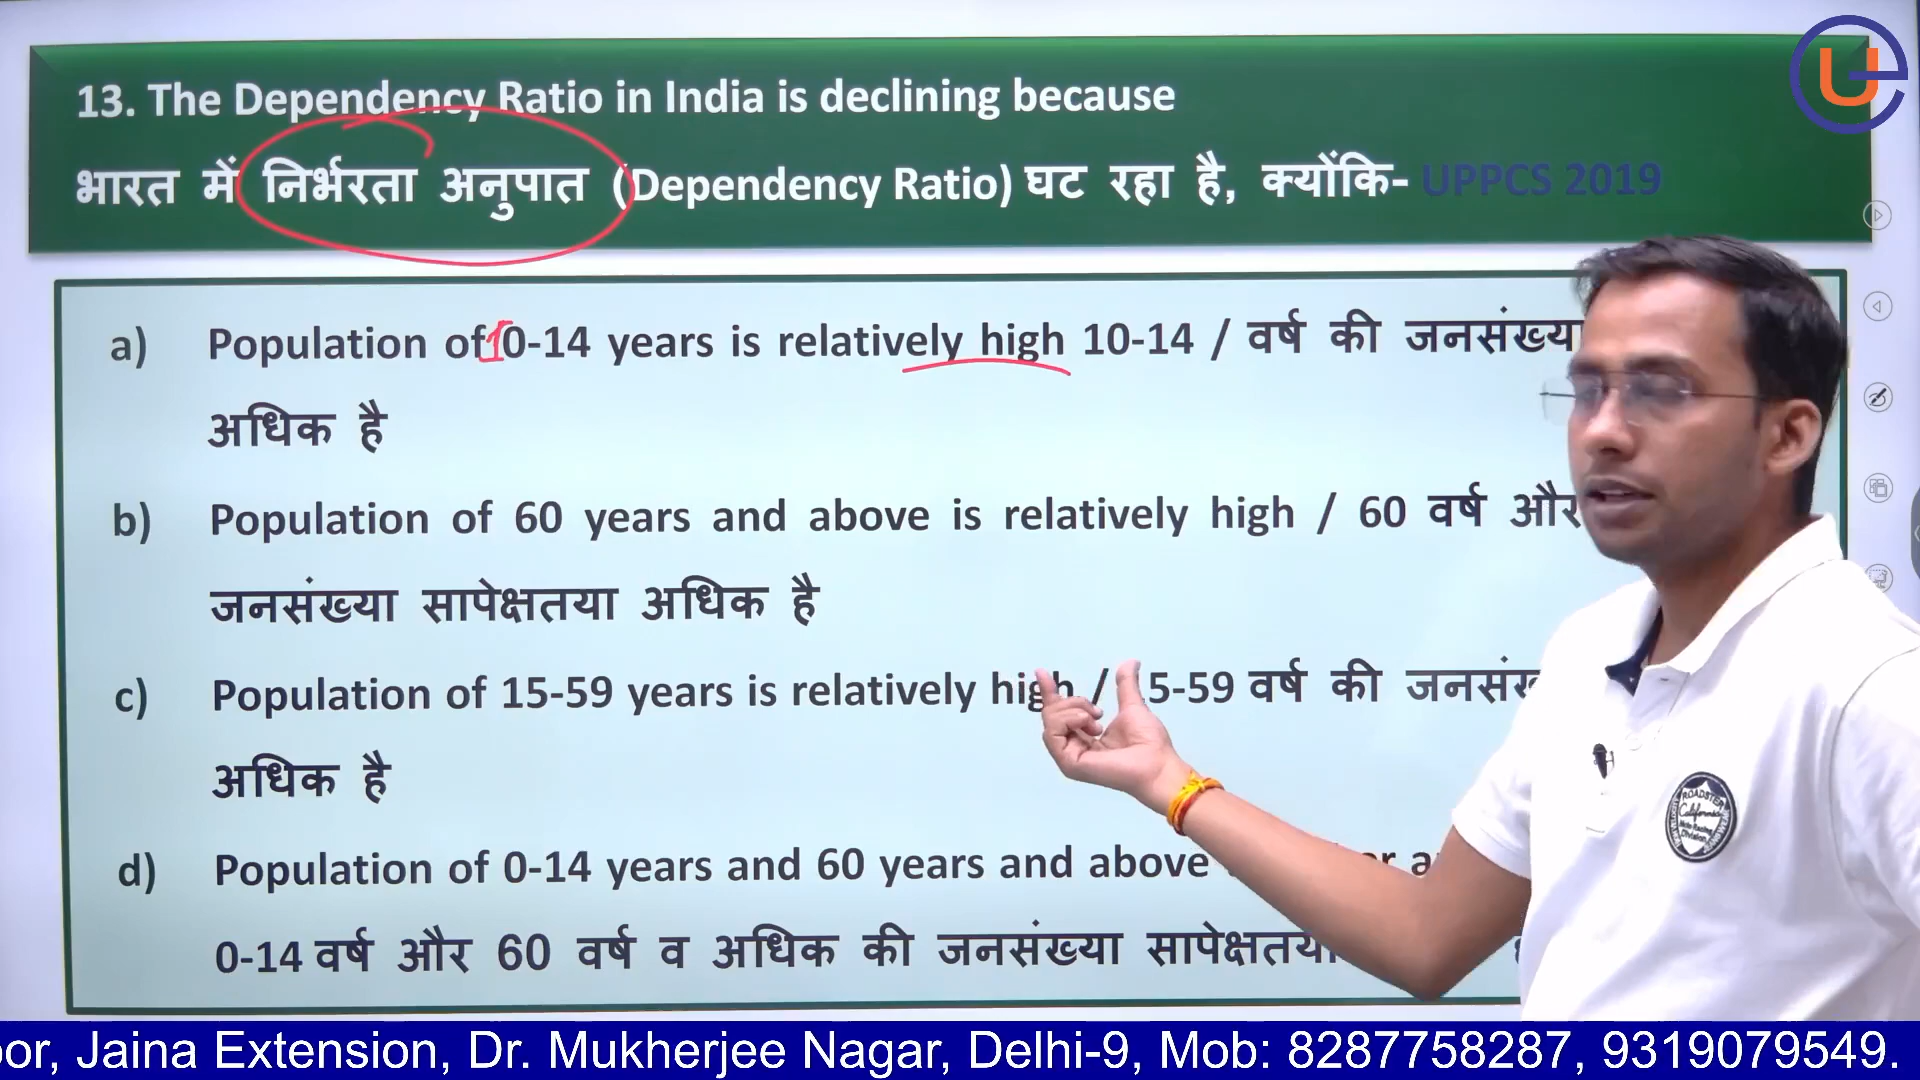 13. The Dependency Ratio in India is declining because
भारत में निर्भरता अनुपात (Dependency Ratio) घट रहा है, क्योंकि- UPPCS 2019
a) Population of 10-14 years is relatively high 10-14 / वर्ष की जनसंख्या
अधिक है
b) Population of 60 years and above is relatively high / 60 वर्ष और
जनसंख्या सापेक्षतया अधिक है
c) Population of 15-59 years is relatively high / 15-59 वर्ष की
अधिक है
d) Population of 0-14 years and 60 years and above
0-14 वर्ष और 60 वर्ष व अधिक की जनसंख्या सापेक्षतया
ROADSTER
California
Division
Jaina Extension, Dr. Mukherjee Nagar, Delhi-9, Mob: 8287758287, 9319079549.